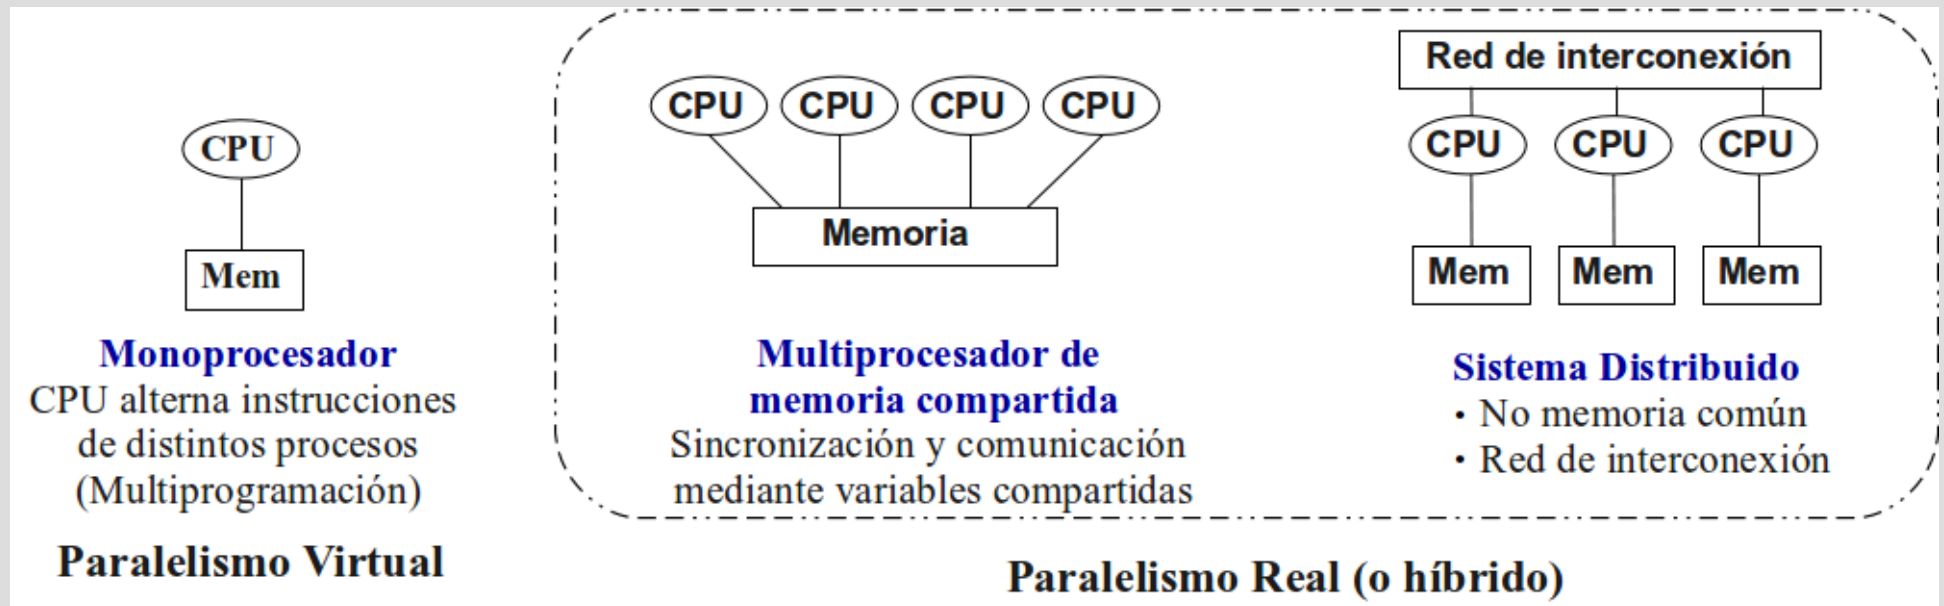 CPU
Mem
Monoprocesador
CPU alterna instrucciones
de distintos procesos
(Multiprogramación)
Paralelismo Virtual
CPU CPU CPU CPU
Memoria
Multiprocesador de
memoria compartida
Sincronización y comunicación
mediante variables compartidas
Red de interconexión
CPU CPU CPU
Mem Mem Mem
Sistema Distribuido
· No memoria común
· Red de interconexión
Paralelismo Real (o híbrido)